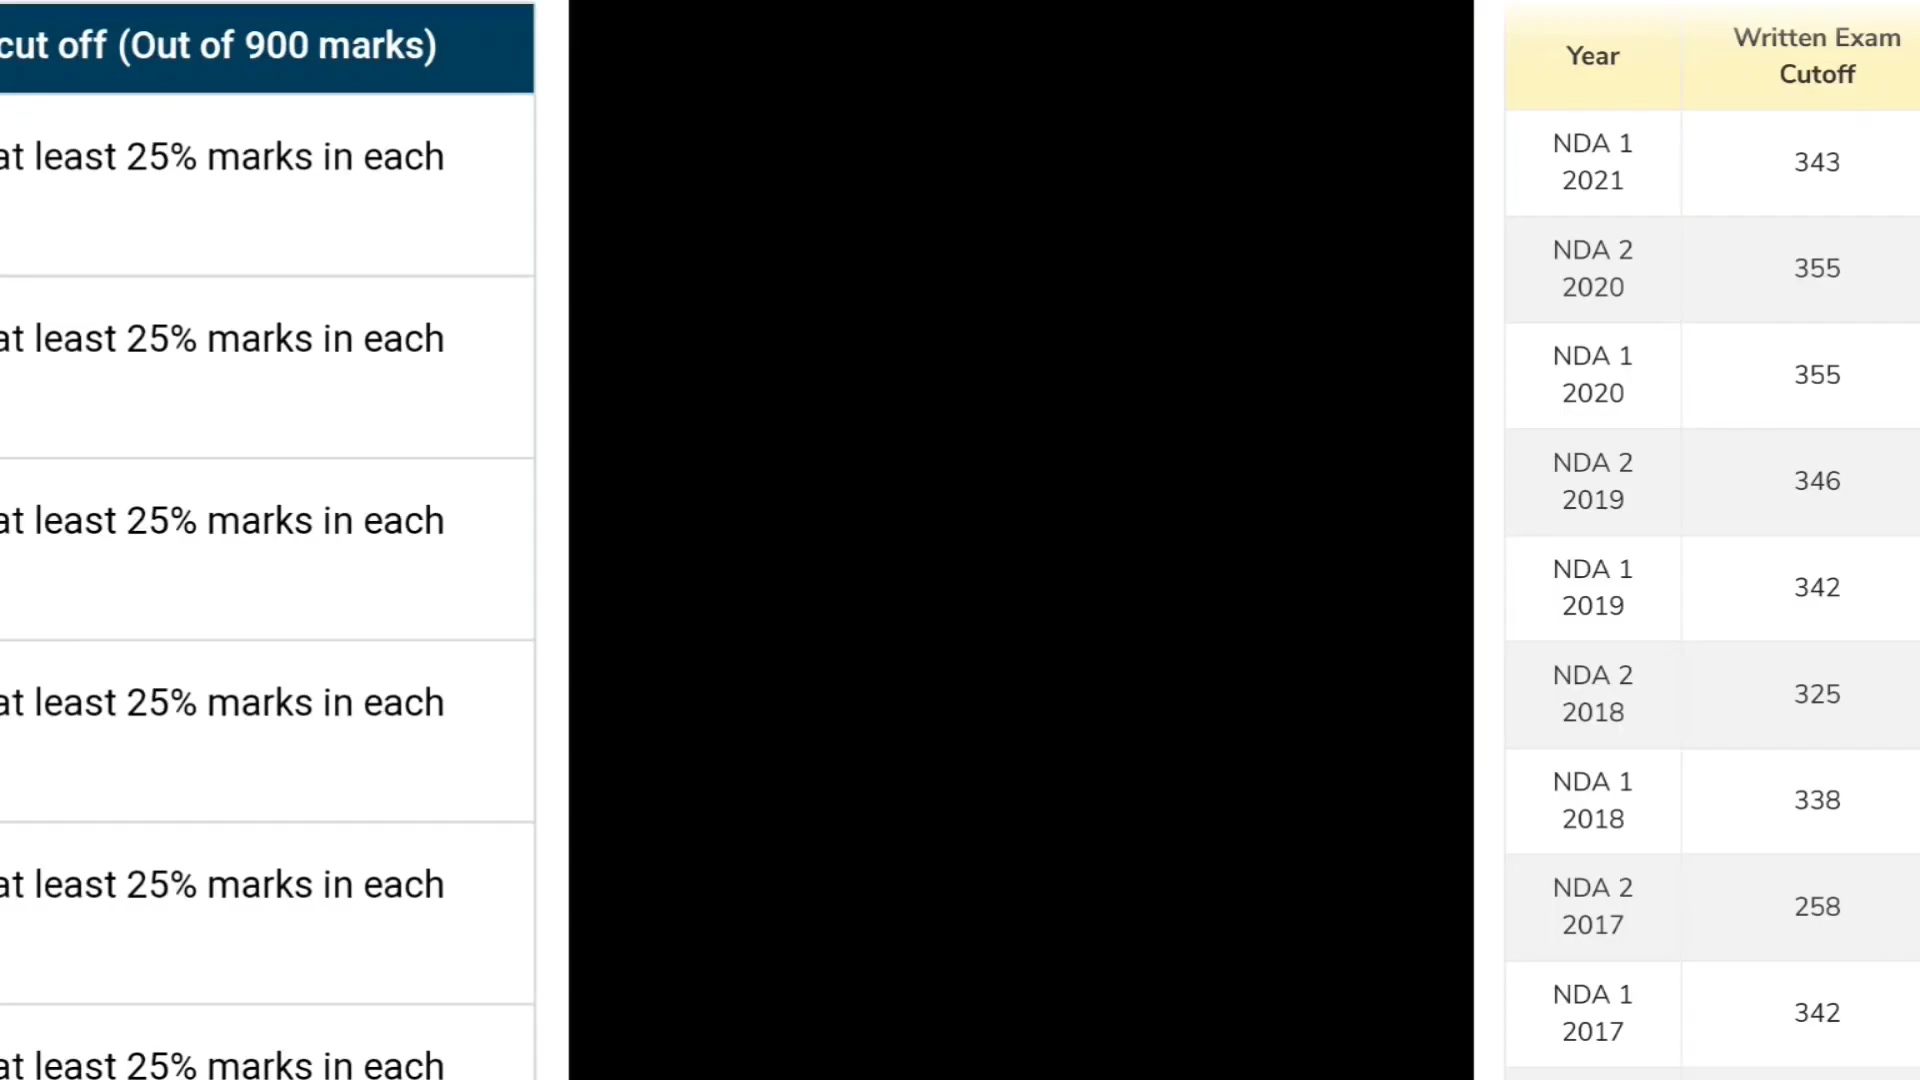 cut off (Out of 900 marks)
at least 25% marks in each
at least 25% marks in each
at least 25% marks in each
at least 25% marks in each
at least 25% marks in each
at least 25% marks in each
Year
Written Exam
Cutoff
NDA 1
2021
343
NDA 2
2020
355
NDA 1
2020
355
NDA 2
2019
346
NDA 1
2019
342
NDA 2
2018
325
NDA 1
2018
338
NDA 2
2017
258
NDA 1
2017
342